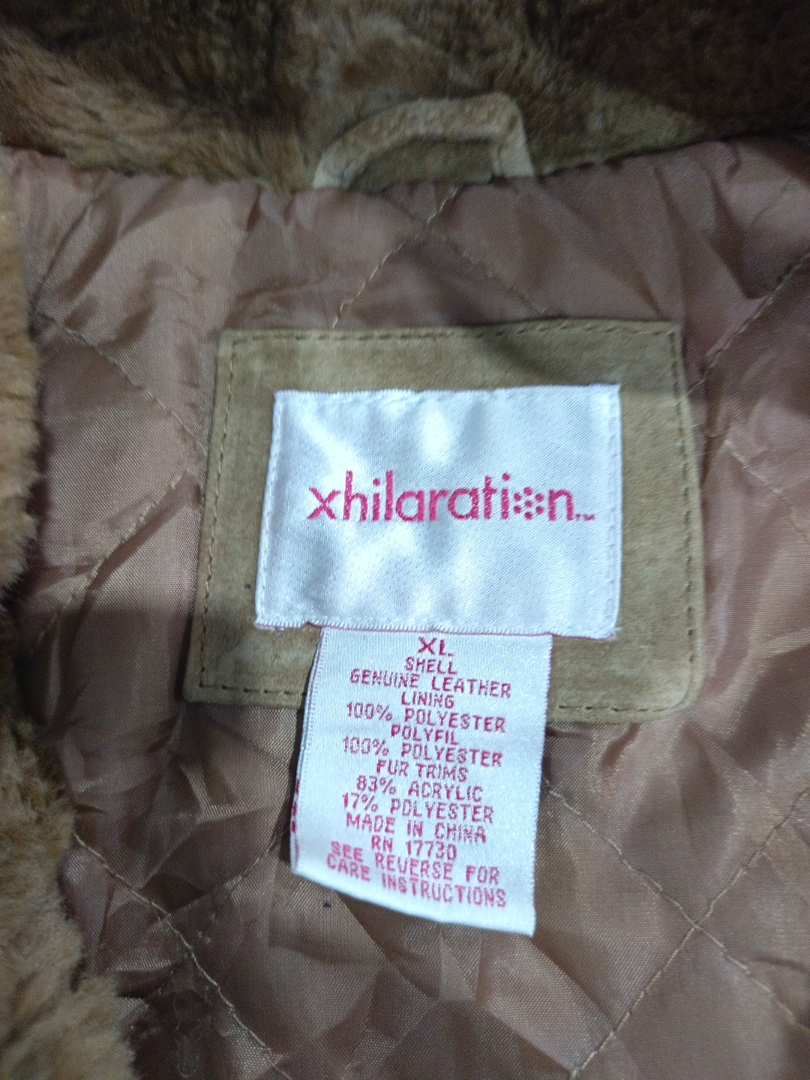 xhilaration™
XL
SHELL
GENUINE LEATHER
LINING
100% POLYESTER
POLYFIL
100% POLYESTER
FUR TRIMS
83% ACRYLIC
17% POLYESTER
MADE IN CHINA
RN 17730
SEE REVERSE FOR
CARE INSTRUCTIONS